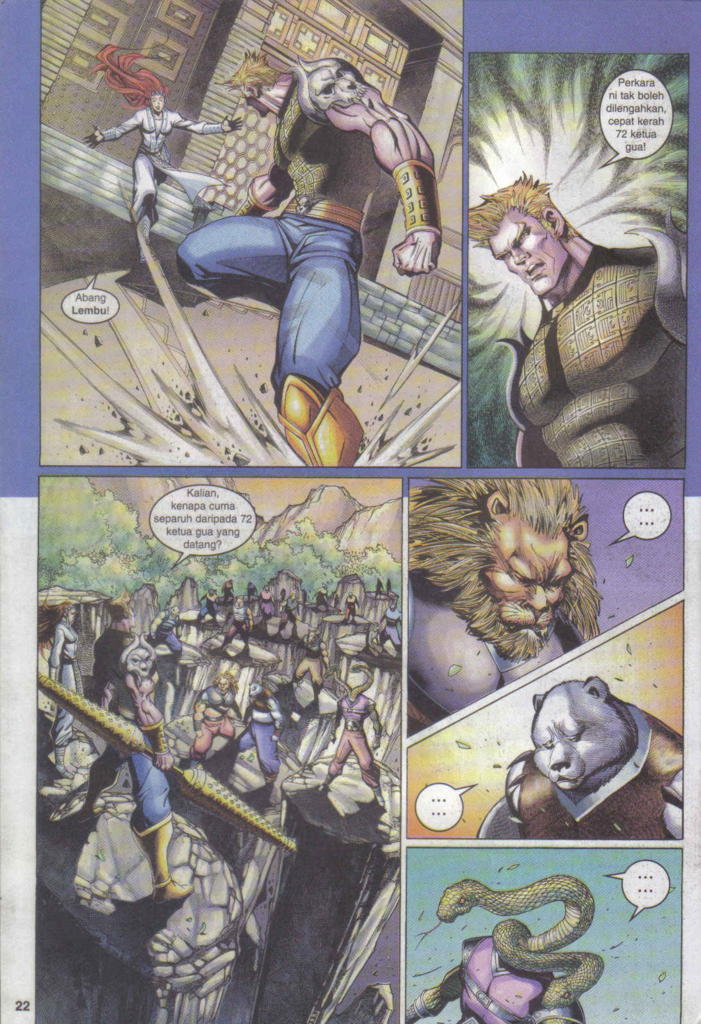 Abang
Lembu!
Perkara
ni tak boleh
dilengahkan,
cepat kerah
72 ketua
gua!
Kalian,
kenapa cuma
separuh daripada 72
ketua gua yang
datang?
...
...
...
...
...
...
22